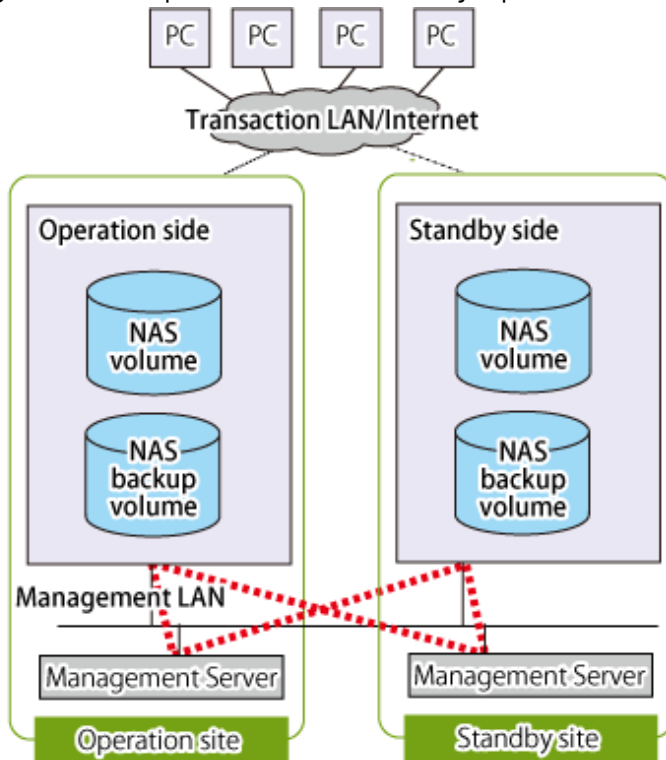 PC PC PC PC
Transaction LAN/Internet
Operation side
NAS
volume
NAS
backup
volume
Standby side
NAS
volume
NAS
backup
volume
Management LAN
Management Server
Management Server
Operation site
Standby site